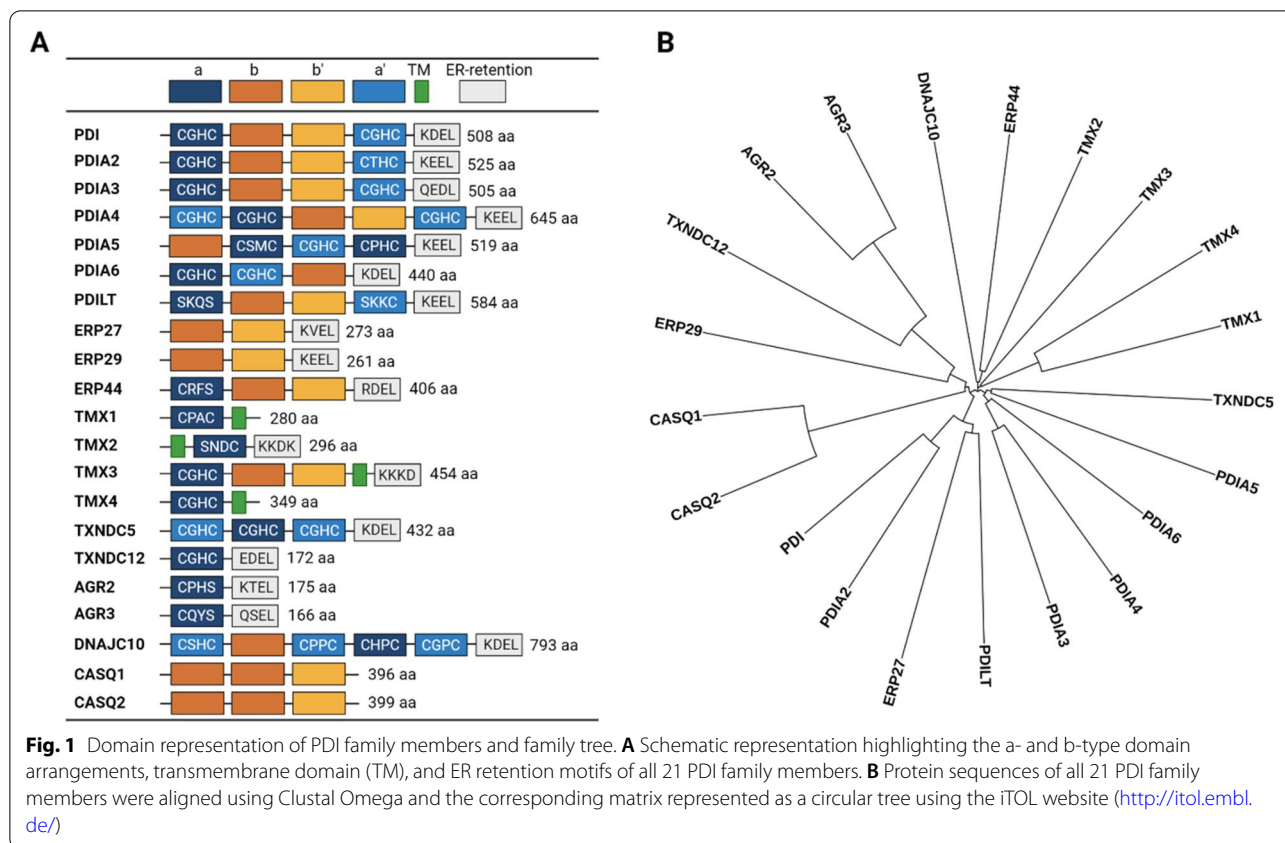 A
a b b' a' TM ER-retention
PDI CGHC CGHC KDEL 508 aa
PDIA2 CGHC CTHC KEEL 525 aa
PDIA3 CGHC CGHC QEDL 505 aa
PDIA4 CGHC CGHC CGHC KEEL 645 aa
PDIA5 CSMC CGHC CPHC KEEL 519 aa
PDIA6 CGHC CGHC KDEL 440 aa
PDILT SKQS SKKC KEEL 584 aa
ERP27 KVEL 273 aa
ERP29 KEEL 261 aa
ERP44 CRFS RDEL 406 aa
TMX1 CPAC 280 aa
TMX2 SNDC KKDK 296 aa
TMX3 CGHC KKKD 454 aa
TMX4 CGHC 349 aa
TXNDC5 CGHC CGHC CGHC KDEL 432 aa
TXNDC12 CGHC EDEL 172 aa
AGR2 CPHS KTEL 175 aa
AGR3 CQYS QSEL 166 aa
DNAJC10 CSHC CPPC CHPC CGPC KDEL 793 aa
CASQ1 396 aa
CASQ2 399 aa
B
DNAJC10
ERP44
TMX2
TMX3
TMX4
TMX1
TXNDC5
PDIA5
PDIA6
PDIA4
PDIA3
PDILT
ERP27
PDIA2
PDI
CASQ2
CASQ1
ERP29
TXNDC12
AGR2
AGR3
Fig. 1 Domain representation of PDI family members and family tree. A Schematic representation highlighting the a- and b-type domain
arrangements, transmembrane domain (TM), and ER retention motifs of all 21 PDI family members. B Protein sequences of all 21 PDI family
members were aligned using Clustal Omega and the corresponding matrix represented as a circular tree using the iTOL website (http://itol.embl.
de/)